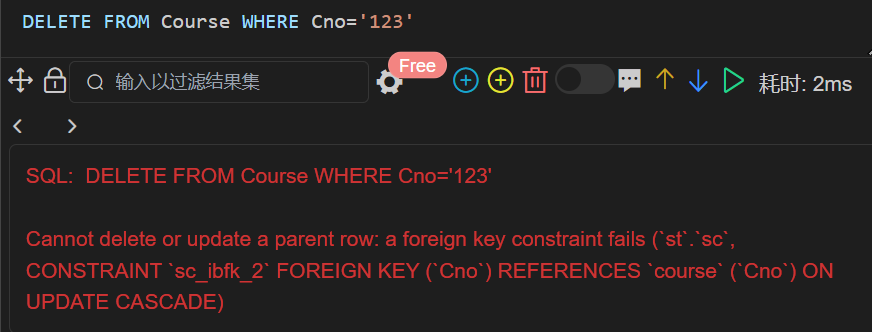 DELETE FROM Course WHERE Cno='123'
Free
输入以过滤结果集
耗时: 2ms
SQL: DELETE FROM Course WHERE Cno='123'
Cannot delete or update a parent row: a foreign key constraint fails (`st`.`sc`,
CONSTRAINT `sc_ibfk_2` FOREIGN KEY (`Cno`) REFERENCES `course` (`Cno`) ON
UPDATE CASCADE)